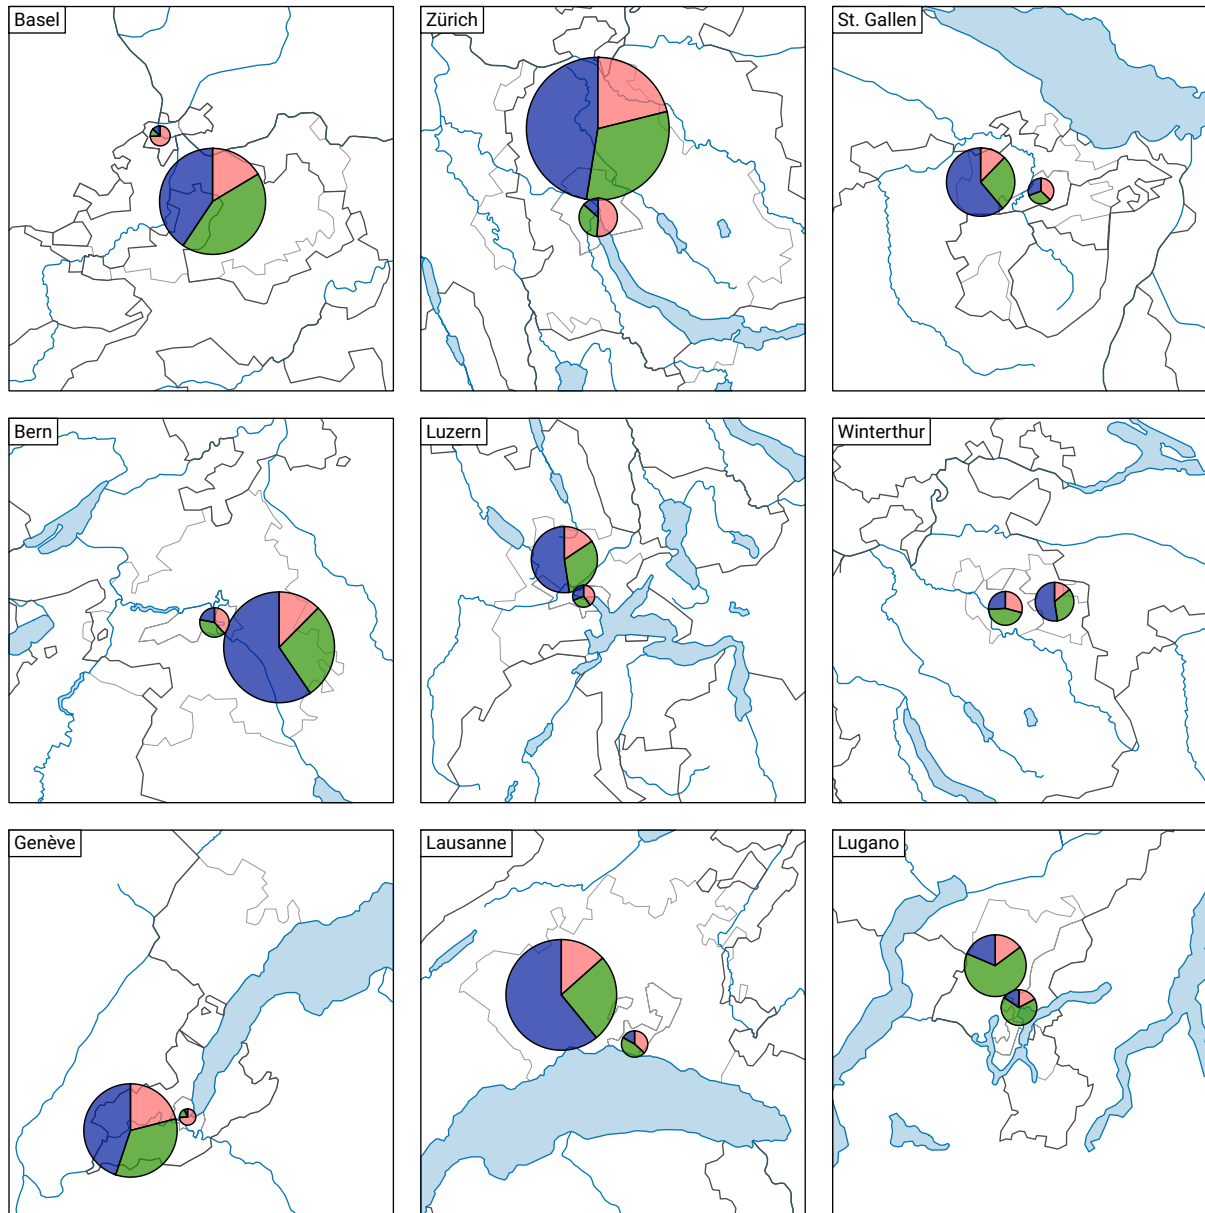 Basel
Zürich
St. Gallen
Bern
Luzern
Winterthur
Genève
Lausanne
Lugano